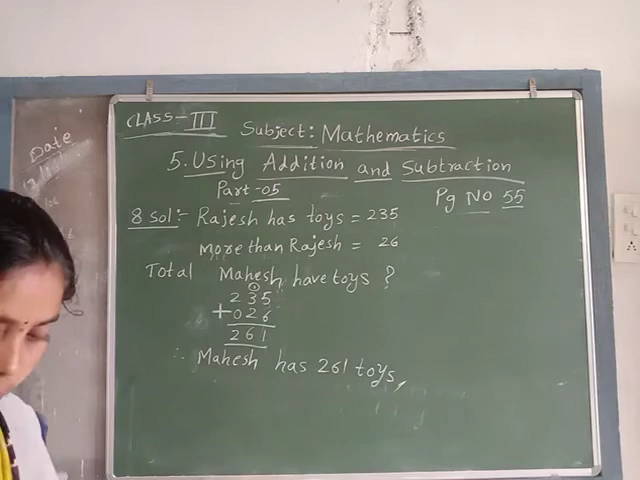 CLASS-III
Subject: Mathematics
5. Using Addition and Subtraction
Part-05
Pg NO 55
8 Sol:- Rajesh has toys = 235
more than Rajesh = 26
Total Mahesh have toys ?
1
235
+026
261
∴ Mahesh has 261 toys,
Date